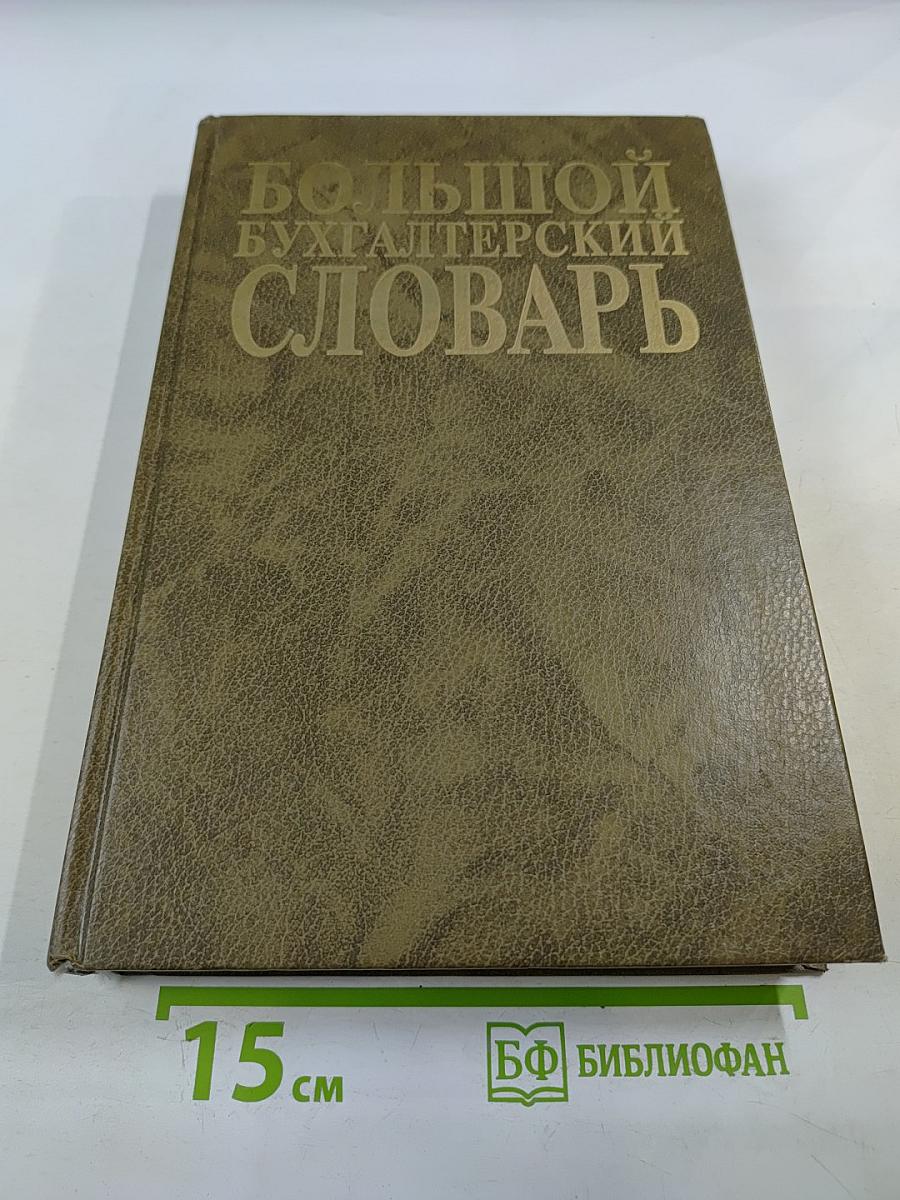 БОЛЬШОЙ
БУХГАЛТЕРСКИЙ
СЛОВАРЬ
15 см
БФ БИБЛИОФАН